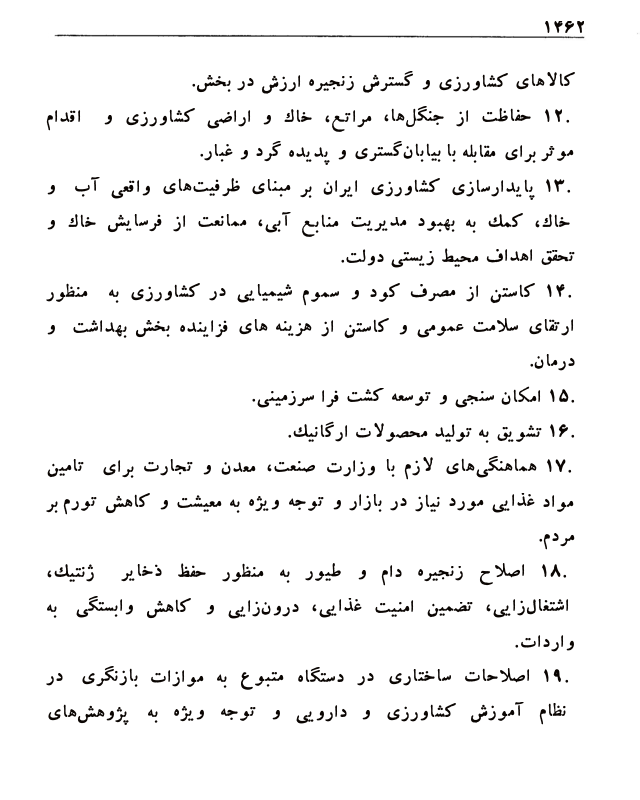 ۱۴۶۲
کالاهای کشاورزی و گسترش زنجیره ارزش در بخش.
۱۲. حفاظت از جنگل‌ها، مراتع، خاك و اراضی کشاورزی و اقدام
موثر برای مقابله با بیابان‌گستری و پدیده گرد و غبار.
۱۳. پایدارسازی کشاورزی ایران بر مبنای ظرفیت‌های واقعی آب و
خاك، کمك به بهبود مدیریت منابع آبی، ممانعت از فرسایش خاك و
تحقق اهداف محیط زیستی دولت.
۱۴. کاستن از مصرف کود و سموم شیمیایی در کشاورزی به منظور
ارتقای سلامت عمومی و کاستن از هزینه های فزاینده بخش بهداشت و
درمان.
۱۵. امکان سنجی و توسعه کشت فرا سرزمینی.
۱۶. تشویق به تولید محصولات ارگانیك.
۱۷. هماهنگی‌های لازم با وزارت صنعت، معدن و تجارت برای تامین
مواد غذایی مورد نیاز در بازار و توجه ویژه به معیشت و کاهش تورم بر
مردم.
۱۸. اصلاح زنجیره دام و طیور به منظور حفظ ذخایر ژنتیك،
اشتغال‌زایی، تضمین امنیت غذایی، درون‌زایی و کاهش وابستگی به
واردات.
۱۹. اصلاحات ساختاری در دستگاه متبوع به موازات بازنگری در
نظام آموزش کشاورزی و دارویی و توجه ویژه به پژوهش‌های